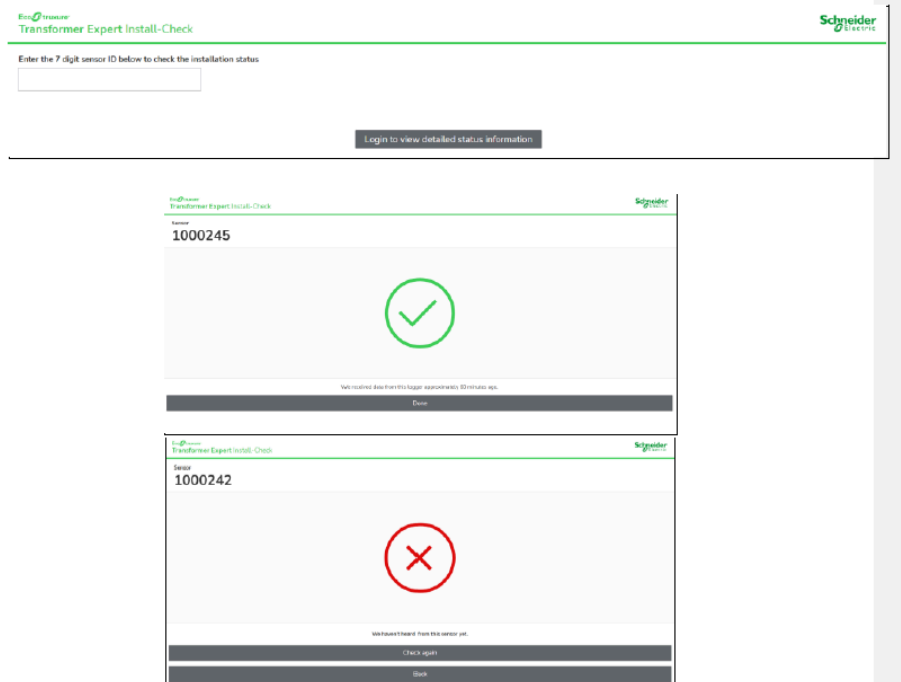 EcoStruxure
Transformer Expert Install-Check
Schneider
Electric
Enter the 7 digit sensor ID below to check the installation status
Login to view detailed status information
EcoStruxure
Transformer Expert Install-Check
Schneider
Electric
Sensor
1000245
We received data from this logger approximately 80 minutes ago.
Done
EcoStruxure
Transformer Expert Install-Check
Schneider
Electric
Sensor
1000242
We haven't heard from this sensor yet.
Check again
Back